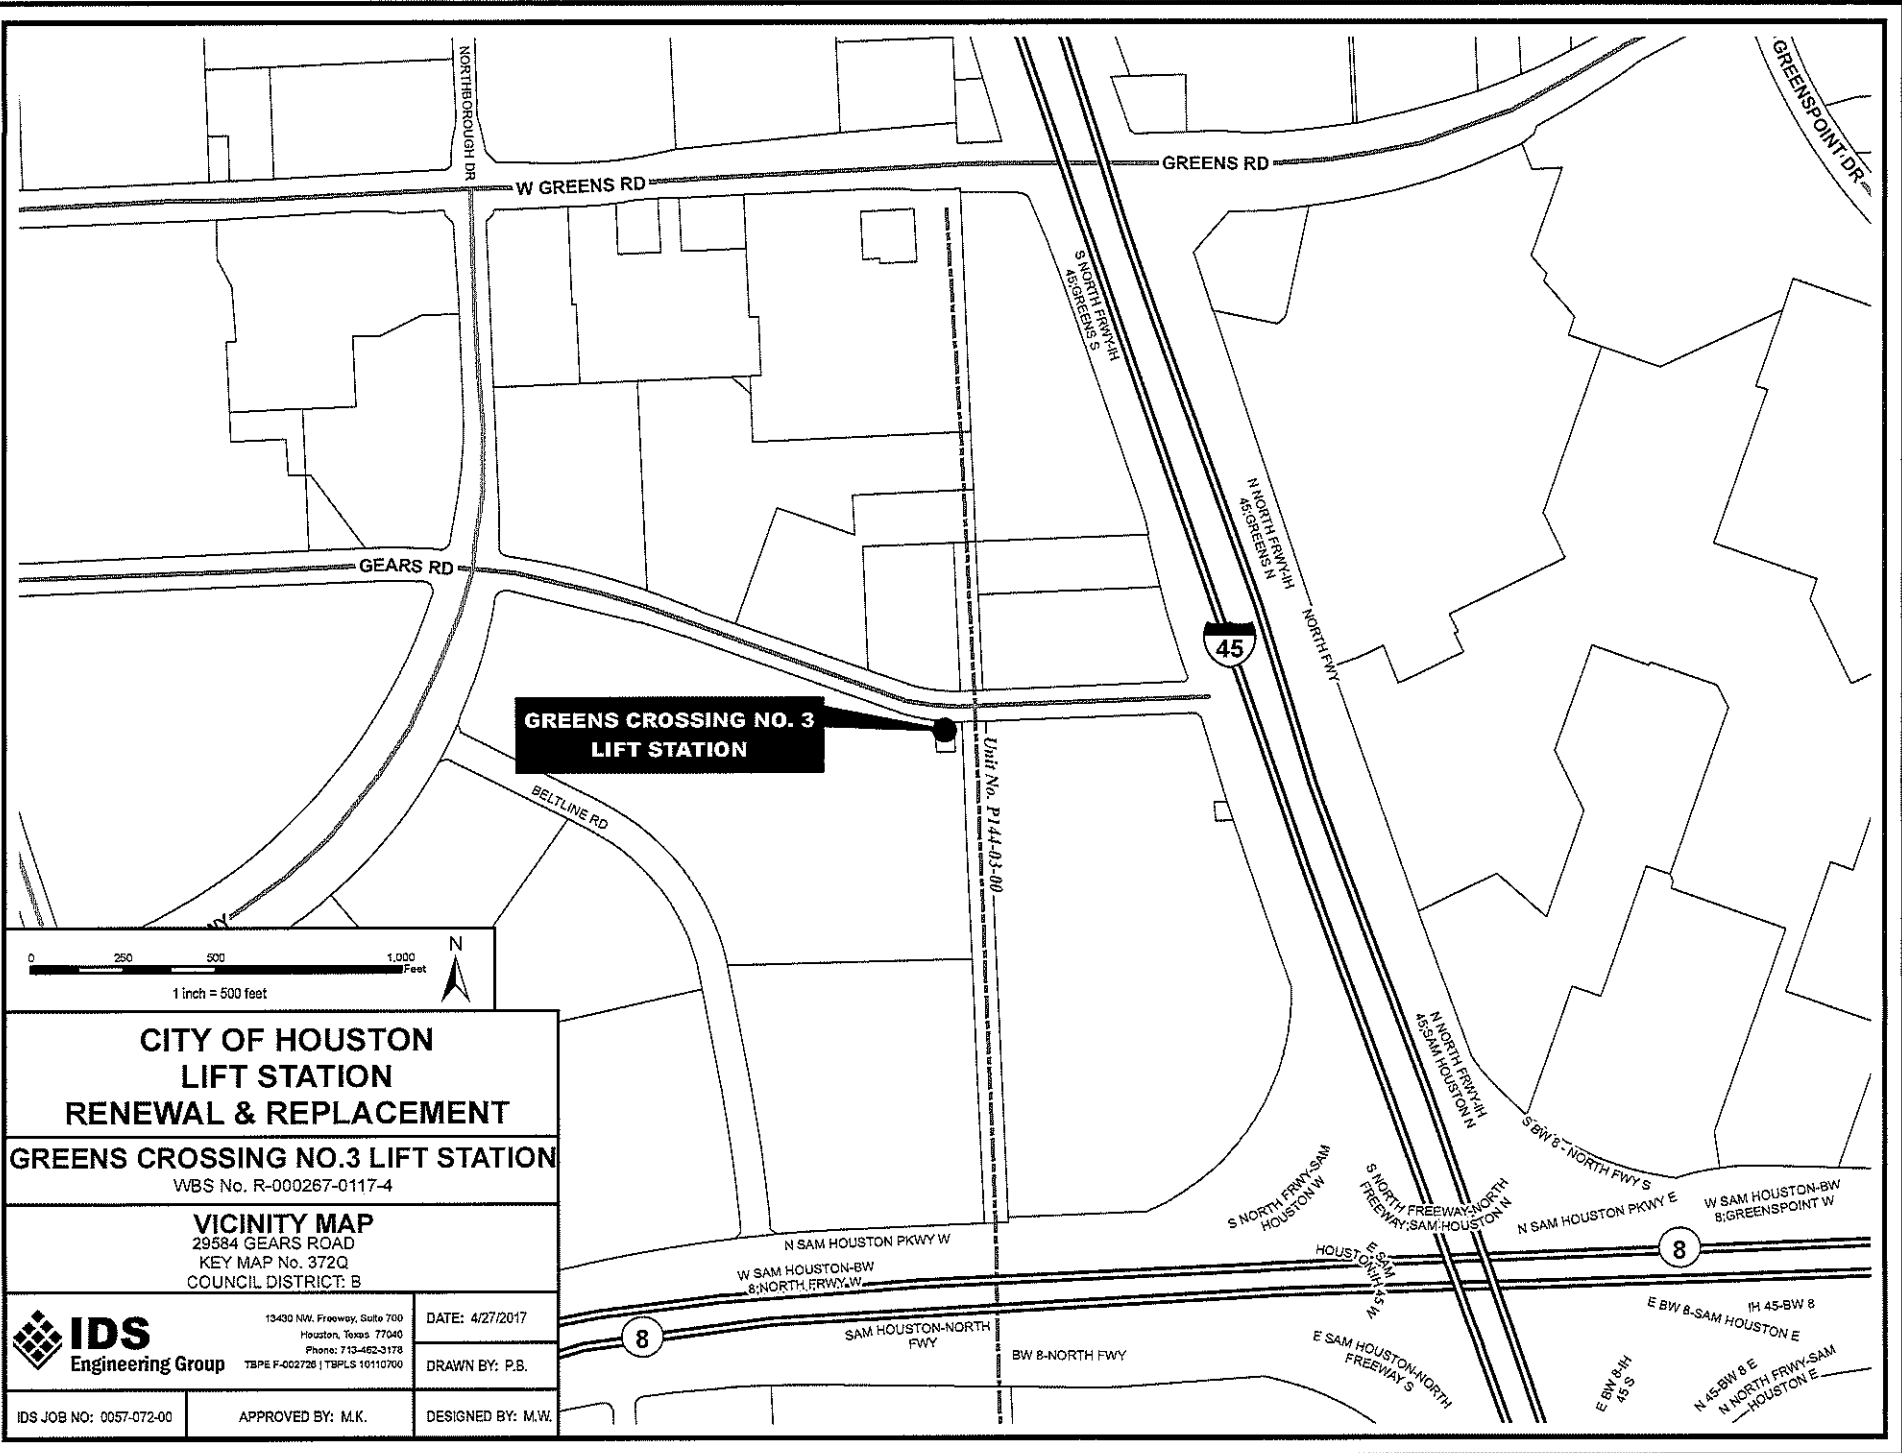 NORTHBOROUGH DR
GREENSPOINT DR
W GREENS RD
GREENS RD
S NORTH FRWY-IH
45;GREENS S
N NORTH FRWY-IH
45;GREENS N
GEARS RD
NORTH FWY
45
GREENS CROSSING NO. 3
LIFT STATION
Unit No. P144-03-00
BELTLINE RD
WY
0 250 500 1,000
Feet
1 inch = 500 feet
N
N NORTH FRWY-IH
45;SAM HOUSTON N
S BW 8 - NORTH FWY S
S NORTH FRWY-SAM
HOUSTON W
S NORTH FREEWAY-NORTH
FREEWAY;SAM HOUSTON N
N SAM HOUSTON PKWY E
W SAM HOUSTON-BW
8;GREENSPOINT W
N SAM HOUSTON PKWY W
E SAM
HOUSTON-IH 45 W
8
W SAM HOUSTON-BW
8;NORTH FRWY W
8
SAM HOUSTON-NORTH
FWY
BW 8-NORTH FWY
E SAM HOUSTON-NORTH
FREEWAY S
E BW 8-SAM HOUSTON E
IH 45-BW 8
E BW 8-IH
45 S
N 45-BW 8 E
N NORTH FRWY-SAM
HOUSTON E
CITY OF HOUSTON
LIFT STATION
RENEWAL & REPLACEMENT
GREENS CROSSING NO.3 LIFT STATION
WBS No. R-000267-0117-4
VICINITY MAP
29584 GEARS ROAD
KEY MAP No. 372Q
COUNCIL DISTRICT: B
IDS
Engineering Group
13430 NW. Freeway, Suite 700
Houston, Texas 77040
Phone: 713-462-3178
TBPE F-002726 | TBPLS 10110700
DATE: 4/27/2017
DRAWN BY: P.B.
IDS JOB NO: 0057-072-00
APPROVED BY: M.K.
DESIGNED BY: M.W.